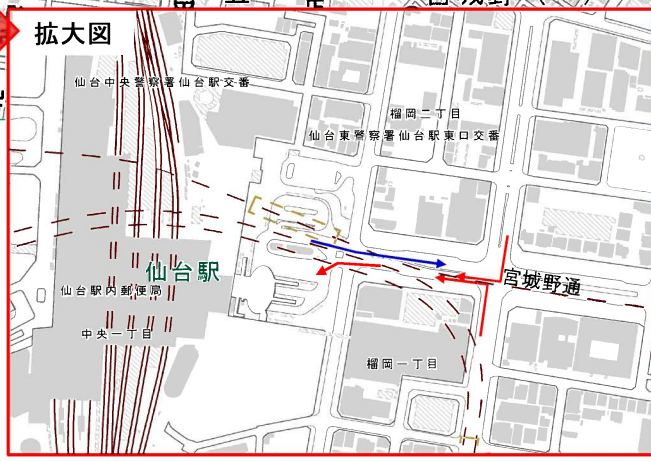 拡大図
仙台中央警察署仙台駅交番
榴岡二丁目
仙台東警察署仙台駅東口交番
仙台駅
宮城野通
仙台駅内郵便局
中央一丁目
榴岡一丁目